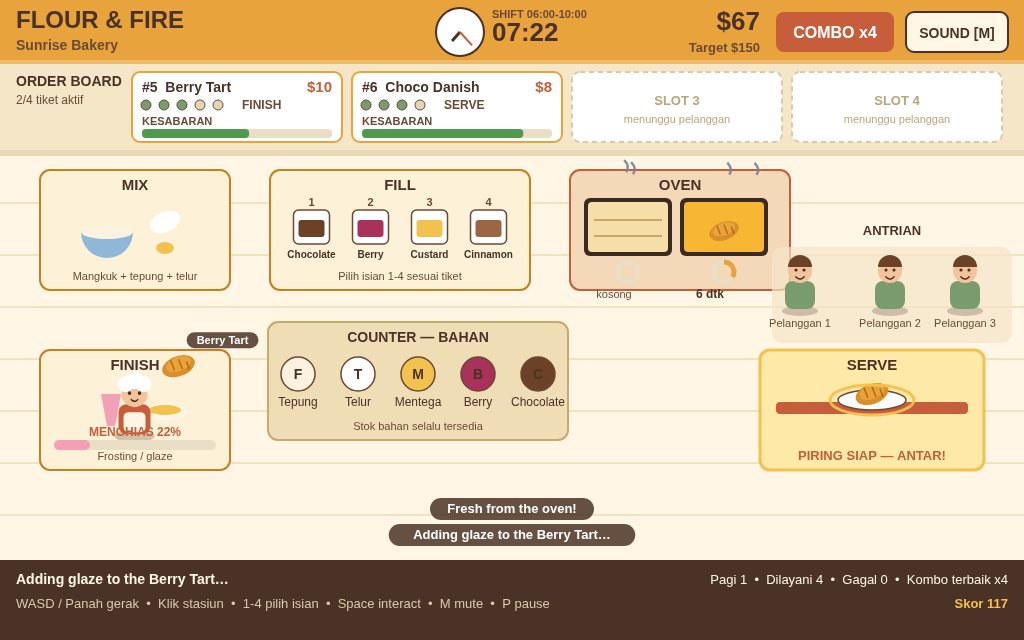 FLOUR & FIRE
Sunrise Bakery
SHIFT 06:00-10:00
07:22
$67
Target $150
COMBO x4
SOUND [M]
ORDER BOARD
2/4 tiket aktif
#5 Berry Tart $10
FINISH
KESABARAN
#6 Choco Danish $8
SERVE
KESABARAN
SLOT 3
menunggu pelanggan
SLOT 4
menunggu pelanggan
MIX
Mangkuk + tepung + telur
FILL
1 2 3 4
Chocolate Berry Custard Cinnamon
Pilih isian 1-4 sesuai tiket
OVEN
kosong 6 dtk
ANTRIAN
Pelanggan 1 Pelanggan 2 Pelanggan 3
Berry Tart
FINISH
MENGHIAS 22%
Frosting / glaze
COUNTER — BAHAN
F T M B C
Tepung Telur Mentega Berry Chocolate
Stok bahan selalu tersedia
SERVE
PIRING SIAP — ANTAR!
Fresh from the oven!
Adding glaze to the Berry Tart…
Adding glaze to the Berry Tart…
Pagi 1 • Dilayani 4 • Gagal 0 • Kombo terbaik x4
WASD / Panah gerak • Klik stasiun • 1-4 pilih isian • Space interact • M mute • P pause
Skor 117